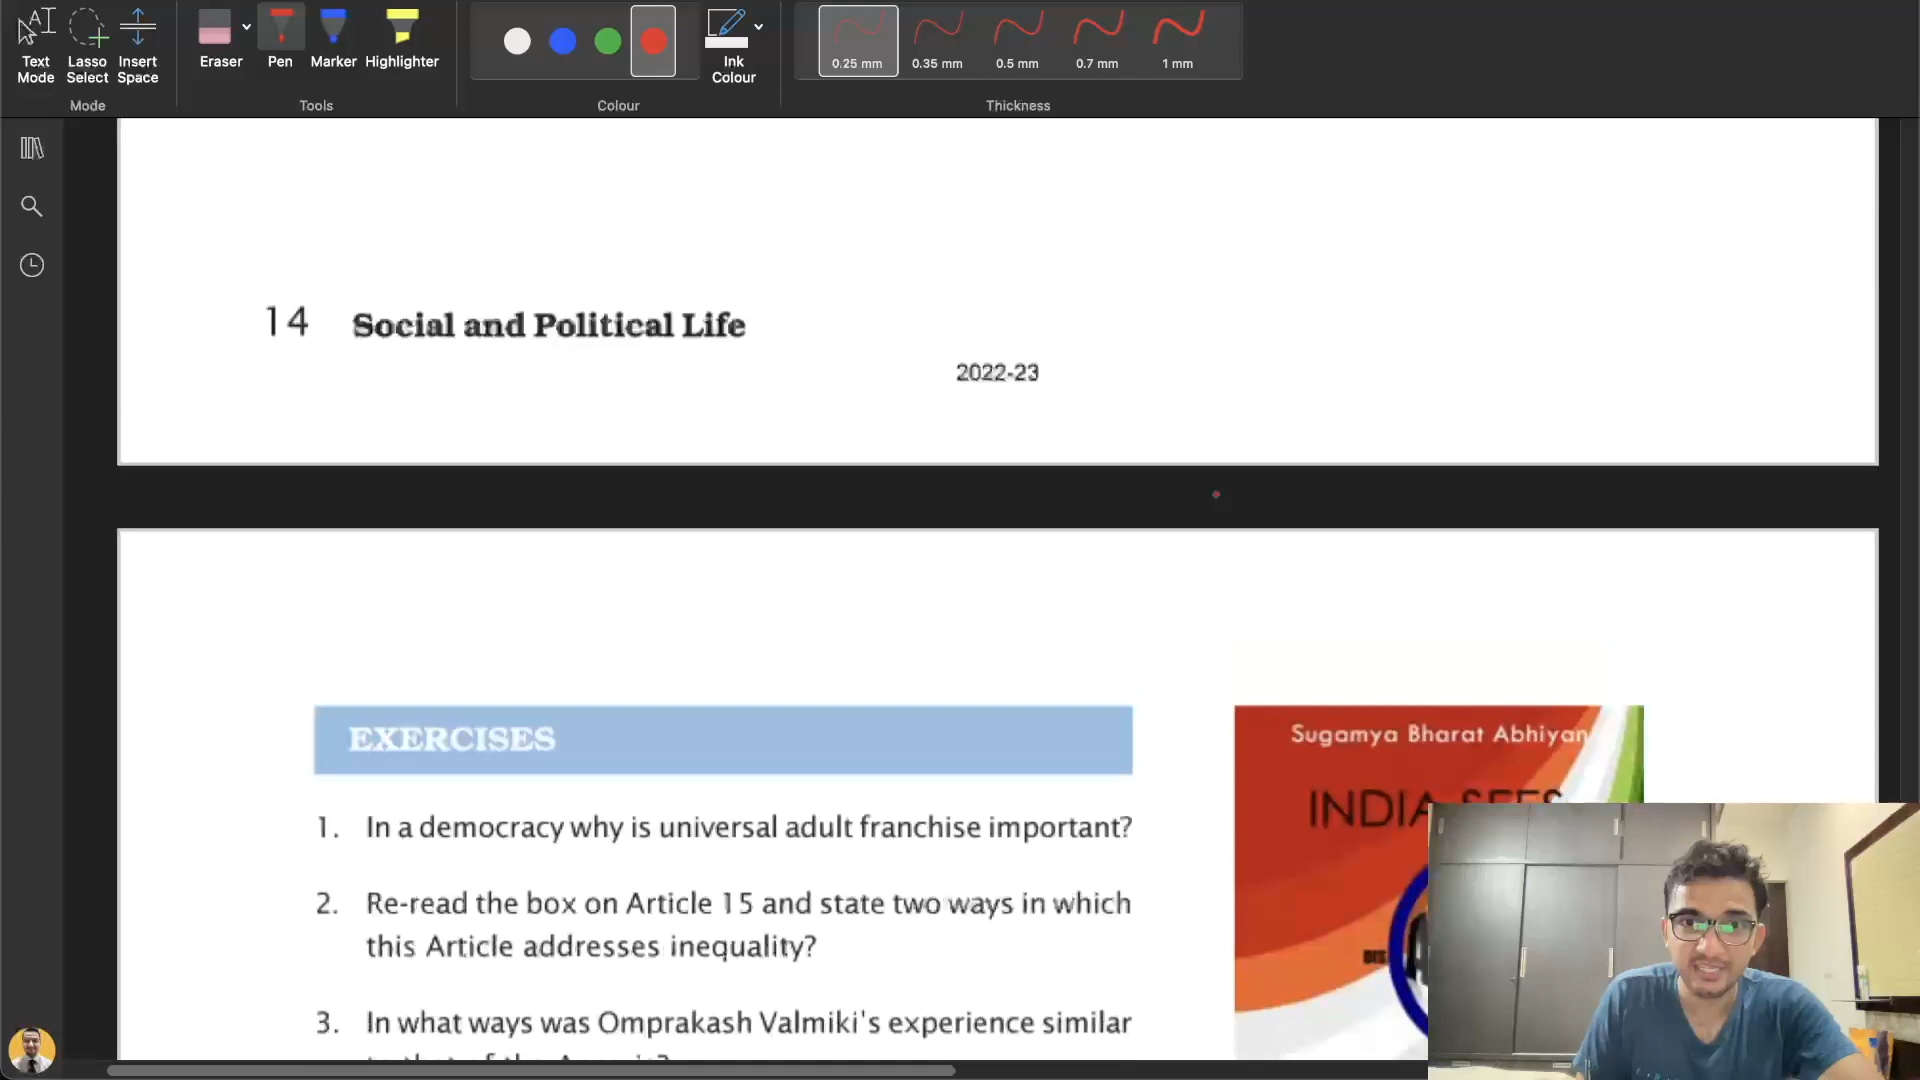 Text Mode
Lasso Select
Insert Space
Eraser
Pen
Marker
Highlighter
Ink Colour
0.25 mm
0.35 mm
0.5 mm
0.7 mm
1 mm
Mode
Tools
Colour
Thickness
14 Social and Political Life
2022-23
EXERCISES
1. In a democracy why is universal adult franchise important?
2. Re-read the box on Article 15 and state two ways in which
this Article addresses inequality?
3. In what ways was Omprakash Valmiki's experience similar
Sugamya Bharat Abhiyan
INDIA